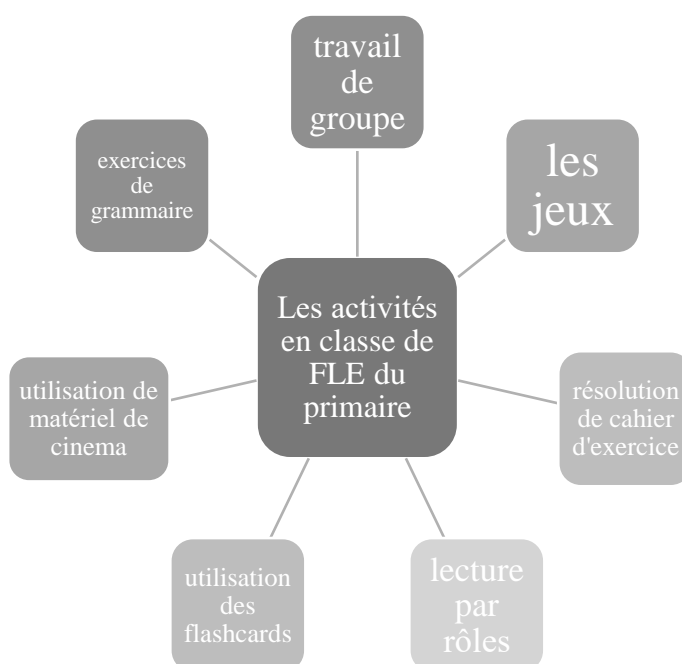 travail
de
groupe
les
jeux
résolution
de cahier
d'exercice
lecture
par
rôles
utilisation
des
flashcards
utilisation de
matériel de
cinema
exercices
de
grammaire
Les activités
en classe de
FLE du
primaire